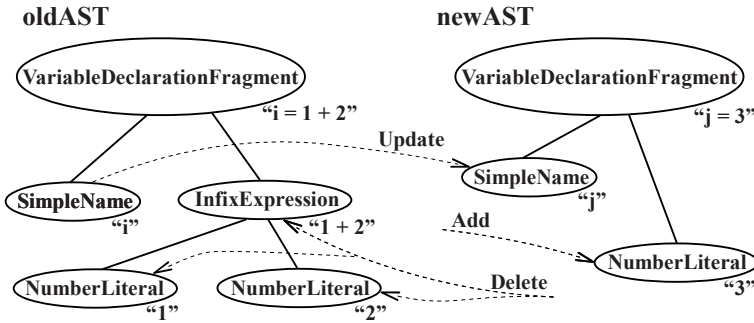 oldAST
newAST
VariableDeclarationFragment
VariableDeclarationFragment
“i = 1 + 2”
“j = 3”
Update
SimpleName
“j”
SimpleName
“i”
InfixExpression
“1 + 2”
Add
NumberLiteral
“3”
NumberLiteral
“1”
NumberLiteral
“2”
Delete